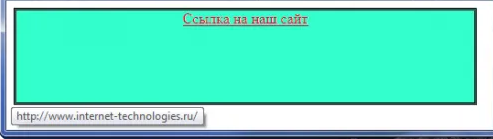 Ссылка на наш сайт
http://www.internet-technologies.ru/